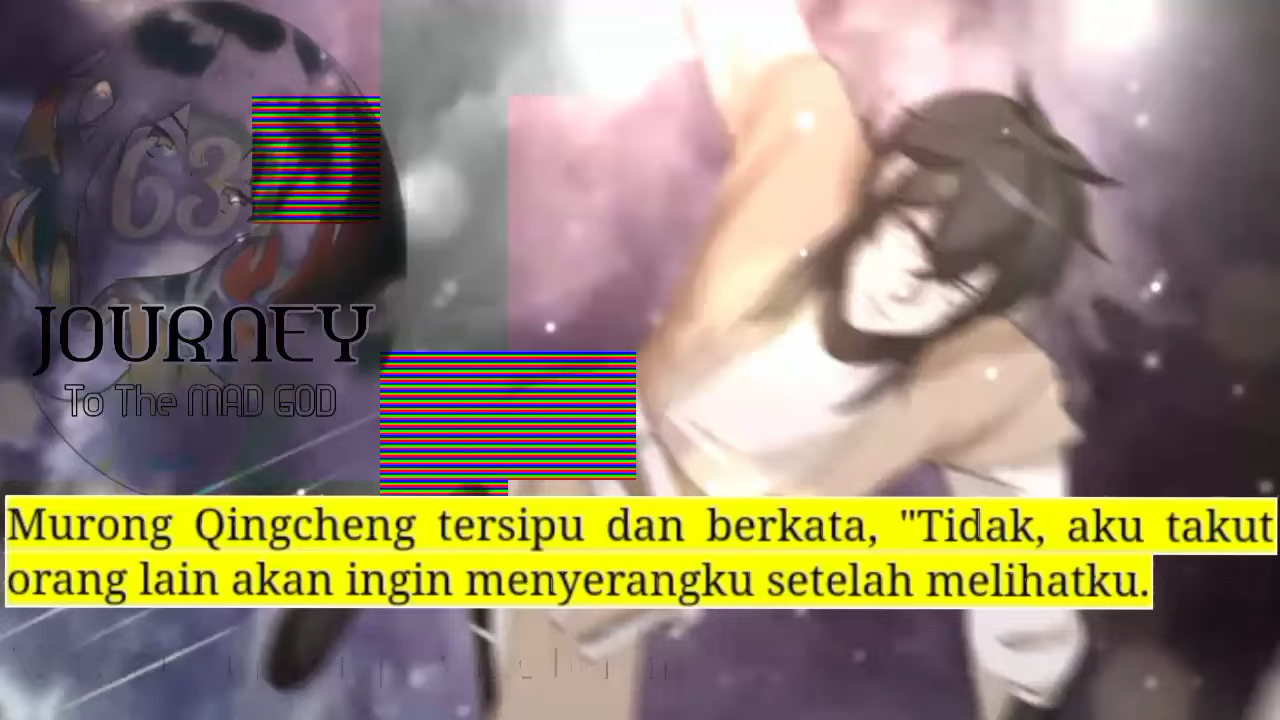 63
JOURNEY
To The MAD GOD
Murong Qingcheng tersipu dan berkata, "Tidak, aku takut
orang lain akan ingin menyerangku setelah melihatku.